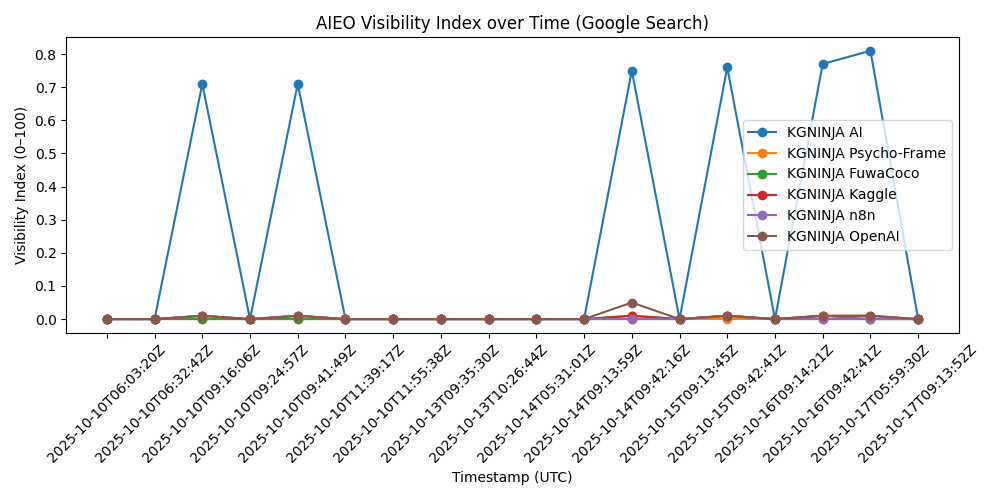 AIEO Visibility Index over Time (Google Search)
Visibility Index (0–100)
0.8
0.7
0.6
0.5
0.4
0.3
0.2
0.1
0.0
KGNINJA AI
KGNINJA Psycho-Frame
KGNINJA FuwaCoco
KGNINJA Kaggle
KGNINJA n8n
KGNINJA OpenAI
2025-10-10T06:03:20Z
2025-10-10T06:32:42Z
2025-10-10T09:16:06Z
2025-10-10T09:24:57Z
2025-10-10T09:41:49Z
2025-10-10T11:39:17Z
2025-10-10T11:55:38Z
2025-10-13T09:35:30Z
2025-10-13T10:26:44Z
2025-10-14T05:31:01Z
2025-10-14T09:13:59Z
2025-10-14T09:42:16Z
2025-10-15T09:13:45Z
2025-10-15T09:42:41Z
2025-10-16T09:14:21Z
2025-10-16T09:42:41Z
2025-10-17T05:59:30Z
2025-10-17T09:13:52Z
Timestamp (UTC)